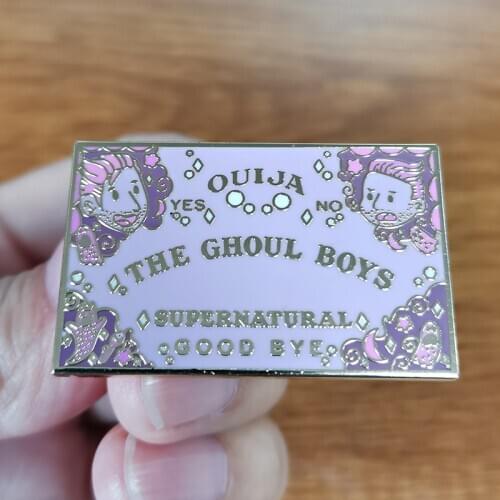 OUIJA
YES NO
THE GHOUL BOYS
SUPERNATURAL
GOOD BYE